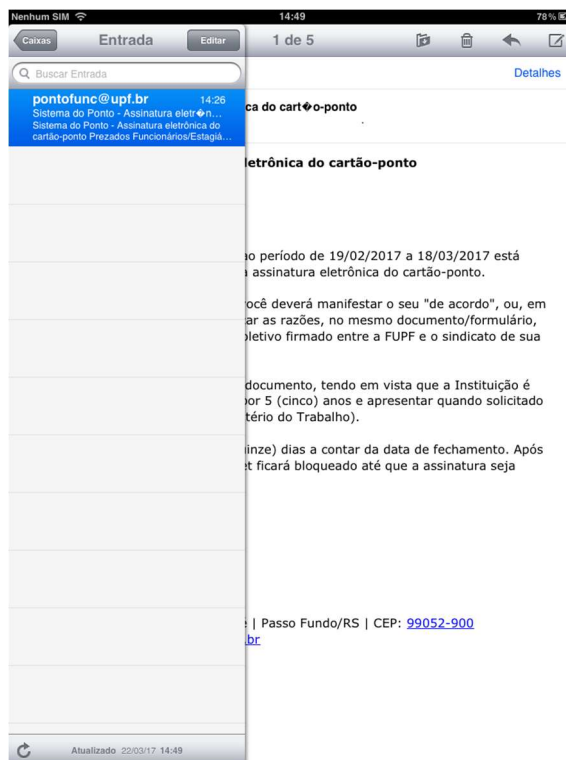 Nenhum SIM 14:49 78 %
Caixas Entrada Editar 1 de 5
Buscar Entrada
Detalhes
pontofunc@upf.br 14:26
Sistema do Ponto - Assinatura eletr�n...
Sistema do Ponto - Assinatura eletrônica do
cartão-ponto Prezados Funcionários/Estagiá...
ca do cart�o-ponto
letrônica do cartão-ponto
ao período de 19/02/2017 a 18/03/2017 está
a assinatura eletrônica do cartão-ponto.
ocê deverá manifestar o seu "de acordo", ou, em
ar as razões, no mesmo documento/formulário,
oletivo firmado entre a FUPF e o sindicato de sua
documento, tendo em vista que a Instituição é
por 5 (cinco) anos e apresentar quando solicitado
tério do Trabalho).
inze) dias a contar da data de fechamento. Após
et ficará bloqueado até que a assinatura seja
| Passo Fundo/RS | CEP: 99052-900
.br
Atualizado 22/03/17 14:49